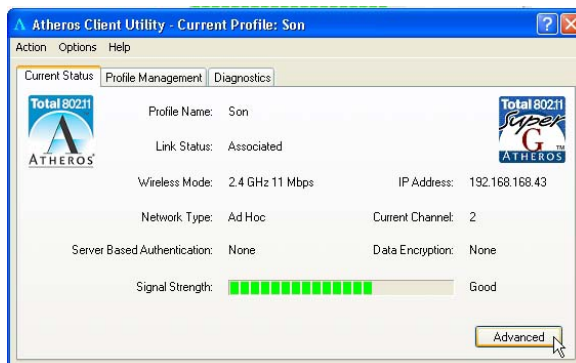 Atheros Client Utility - Current Profile: Son
Action Options Help
Current Status Profile Management Diagnostics
Total 802.11
ATHEROS
Total 802.11
Super
G
TM
ATHEROS
Profile Name: Son
Link Status: Associated
Wireless Mode: 2.4 GHz 11 Mbps IP Address: 192.168.168.43
Network Type: Ad Hoc Current Channel: 2
Server Based Authentication: None Data Encryption: None
Signal Strength: Good
Advanced